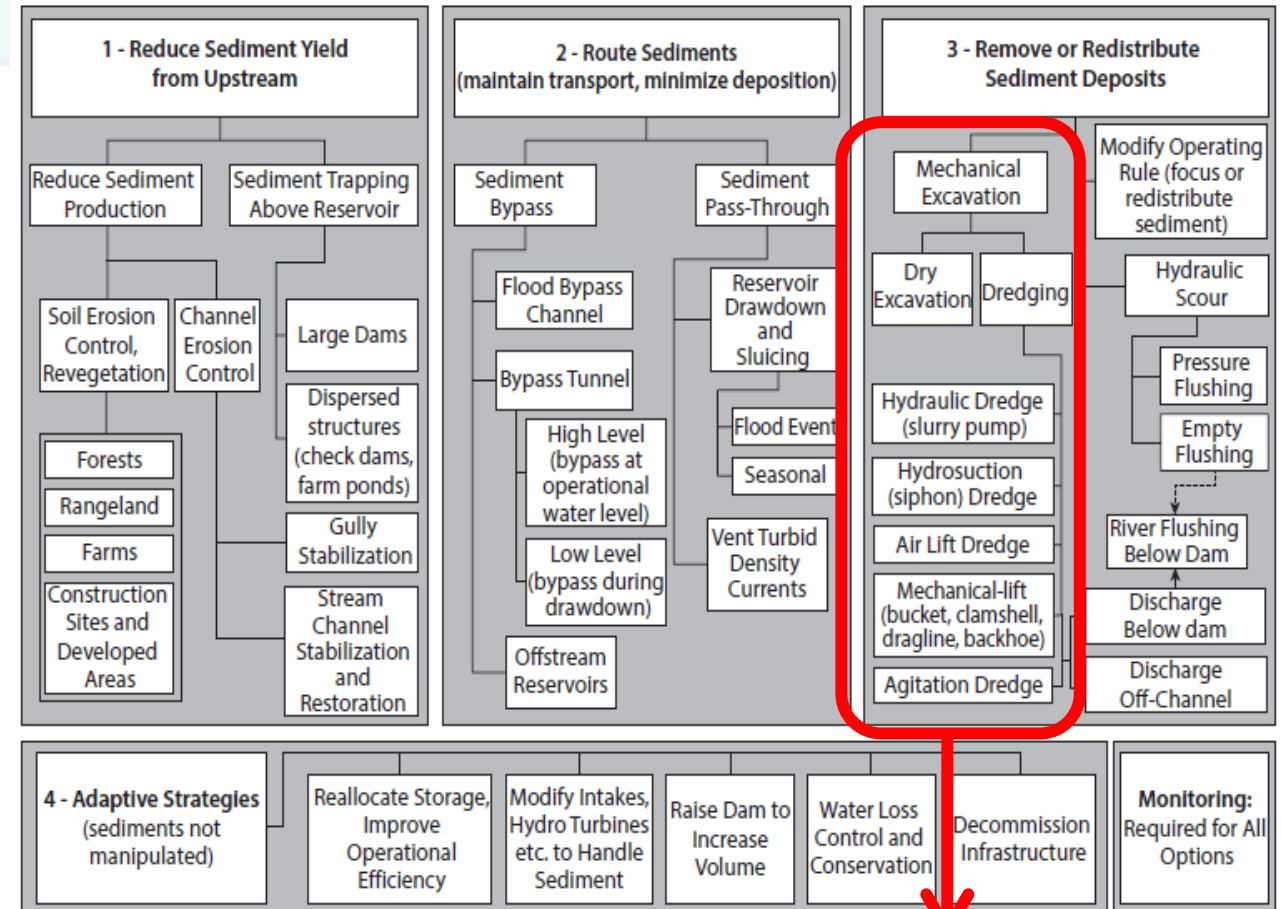 1 - Reduce Sediment Yield
from Upstream
Reduce Sediment
Production
Sediment Trapping
Above Reservoir
Soil Erosion
Control,
Revegetation
Channel
Erosion
Control
Large Dams
Dispersed
structures
(check dams,
farm ponds)
Forests
Rangeland
Farms
Construction
Sites and
Developed
Areas
Gully
Stabilization
Stream
Channel
Stabilization
and
Restoration
2 - Route Sediments
(maintain transport, minimize deposition)
Sediment
Bypass
Sediment
Pass-Through
Flood Bypass
Channel
Bypass Tunnel
High Level
(bypass at
operational
water level)
Low Level
(bypass during
drawdown)
Offstream
Reservoirs
Reservoir
Drawdown
and
Sluicing
Flood Event
Seasonal
Vent Turbid
Density
Currents
3 - Remove or Redistribute
Sediment Deposits
Mechanical
Excavation
Dry
Excavation
Dredging
Hydraulic Dredge
(slurry pump)
Hydrosuction
(siphon) Dredge
Air Lift Dredge
Mechanical-lift
(bucket, clamshell,
dragline, backhoe)
Agitation Dredge
Modify Operating
Rule (focus or
redistribute
sediment)
Hydraulic
Scour
Pressure
Flushing
Empty
Flushing
River Flushing
Below Dam
Discharge
Below dam
Discharge
Off-Channel
4 - Adaptive Strategies
(sediments not
manipulated)
Reallocate Storage,
Improve
Operational
Efficiency
Modify Intakes,
Hydro Turbines
etc. to Handle
Sediment
Raise Dam to
Increase
Volume
Water Loss
Control and
Conservation
Decommission
Infrastructure
Monitoring:
Required for All
Options